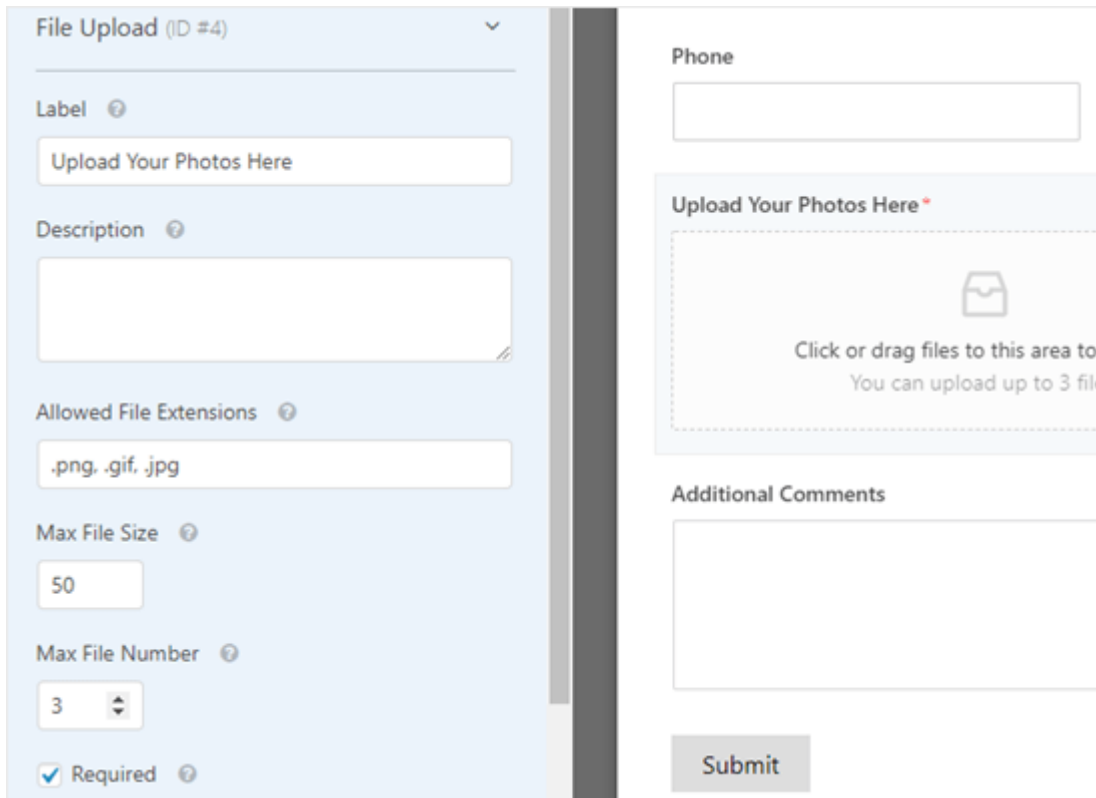 File Upload (ID #4)
Label
Upload Your Photos Here
Description
Allowed File Extensions
.png, .gif, .jpg
Max File Size
50
Max File Number
3
Required
Phone
Upload Your Photos Here*
Click or drag files to this area to
You can upload up to 3
Additional Comments
Submit